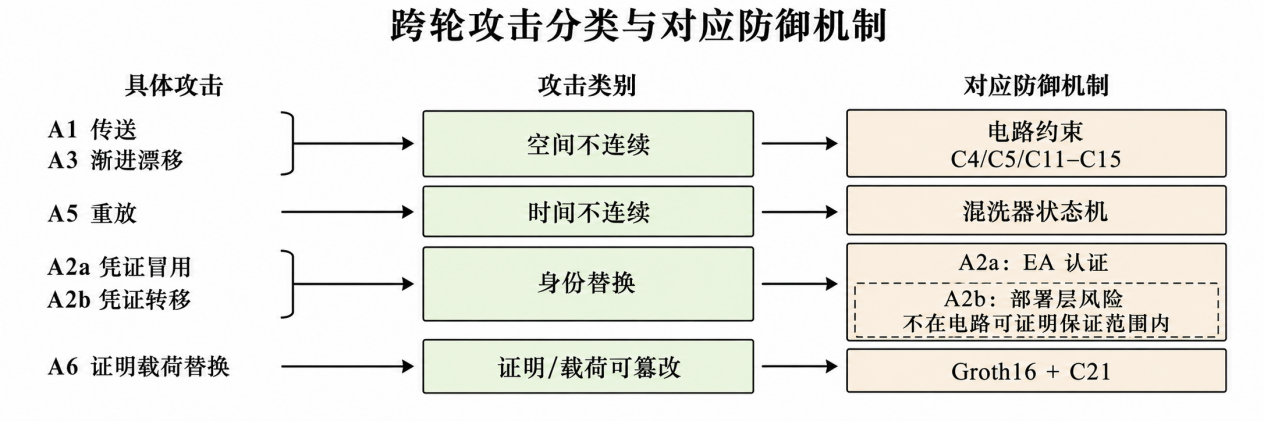 跨轮攻击分类与对应防御机制
具体攻击
攻击类别
对应防御机制
A1 传送
A3 渐进漂移
空间不连续
电路约束
C4/C5/C11–C15
A5 重放
时间不连续
混洗器状态机
A2a 凭证冒用
A2b 凭证转移
身份替换
A2a: EA 认证
A2b: 部署层风险
不在电路可证明保证范围内
A6 证明载荷替换
证明/载荷可篡改
Groth16 + C21